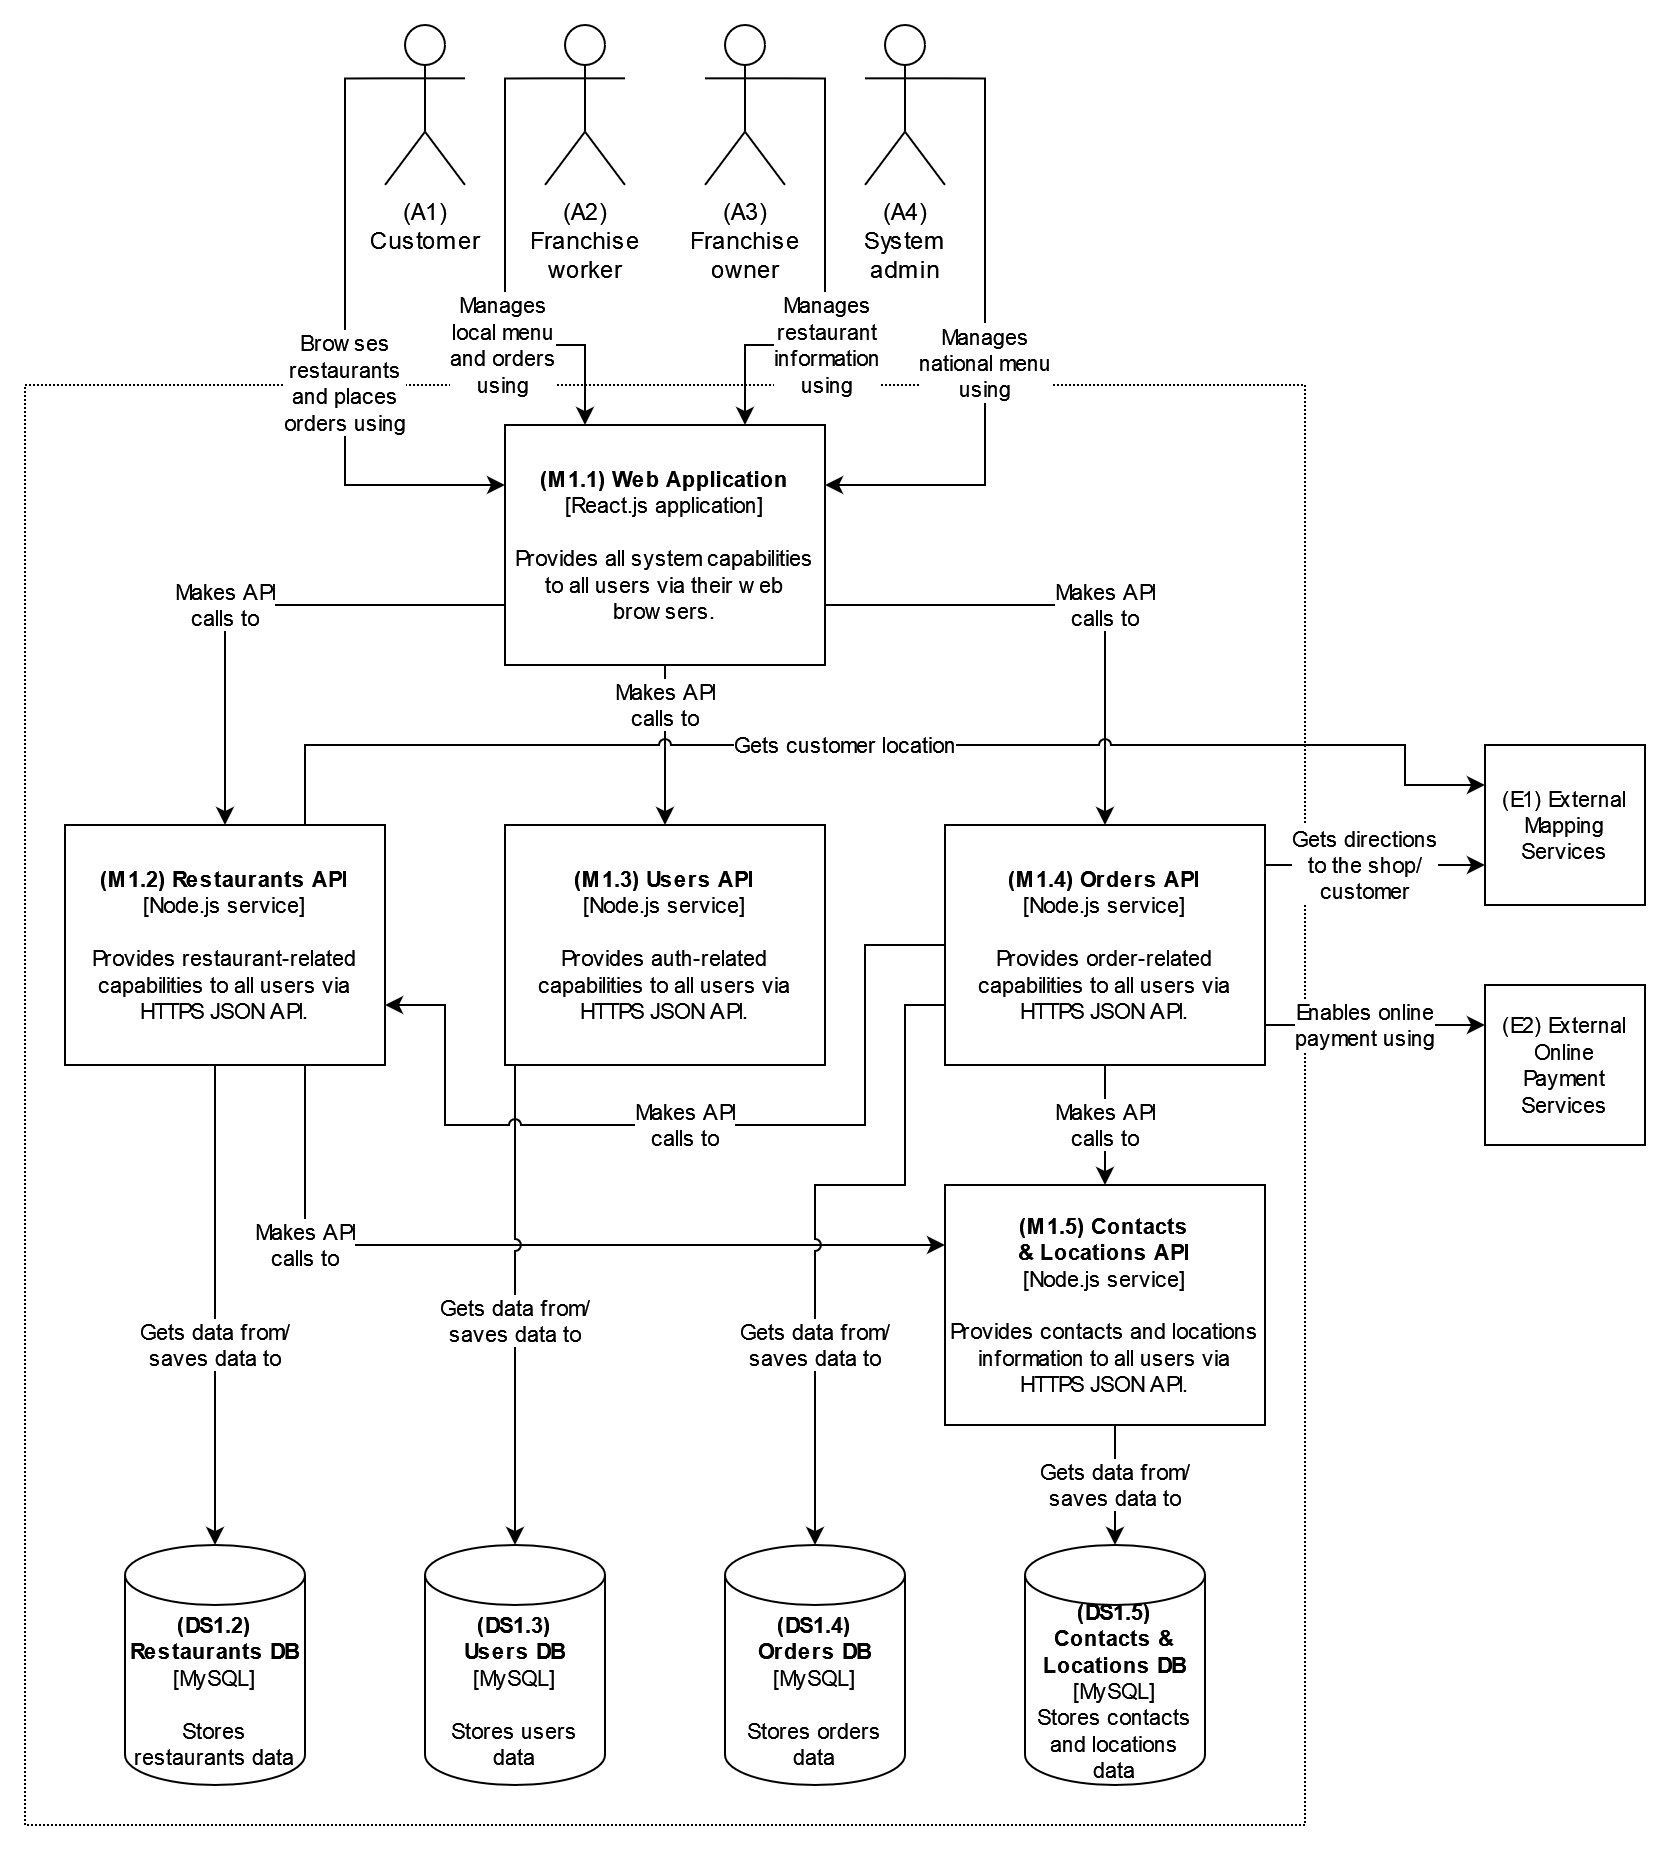 (A1)
Customer
(A2)
Franchise
worker
(A3)
Franchise
owner
(A4)
System
admin
Browses
restaurants
and places
orders using
Manages
local menu
and orders
using
Manages
restaurant
information
using
Manages
national menu
using
(M1.1) Web Application
[React.js application]
Provides all system capabilities
to all users via their web
browsers.
Makes API
calls to
Makes API
calls to
Makes API
calls to
Gets customer location
(E1) External
Mapping
Services
Gets directions
to the shop/
customer
(M1.2) Restaurants API
[Node.js service]
Provides restaurant-related
capabilities to all users via
HTTPS JSON API.
(M1.3) Users API
[Node.js service]
Provides auth-related
capabilities to all users via
HTTPS JSON API.
(M1.4) Orders API
[Node.js service]
Provides order-related
capabilities to all users via
HTTPS JSON API.
Enables online
payment using
(E2) External
Online
Payment
Services
Makes API
calls to
Makes API
calls to
Makes API
calls to
(M1.5) Contacts
& Locations API
[Node.js service]
Provides contacts and locations
information to all users via
HTTPS JSON API.
Gets data from/
saves data to
Gets data from/
saves data to
Gets data from/
saves data to
Gets data from/
saves data to
(DS1.2)
Restaurants DB
[MySQL]
Stores
restaurants data
(DS1.3)
Users DB
[MySQL]
Stores users
data
(DS1.4)
Orders DB
[MySQL]
Stores orders
data
(DS1.5)
Contacts &
Locations DB
[MySQL]
Stores contacts
and locations
data